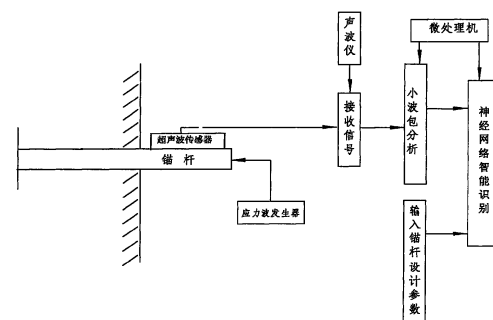 声波仪
微处理机
接收信号
小波包分析
神经网络智能识别
超声波传感器
锚杆
应力波发生器
输入锚杆设计参数